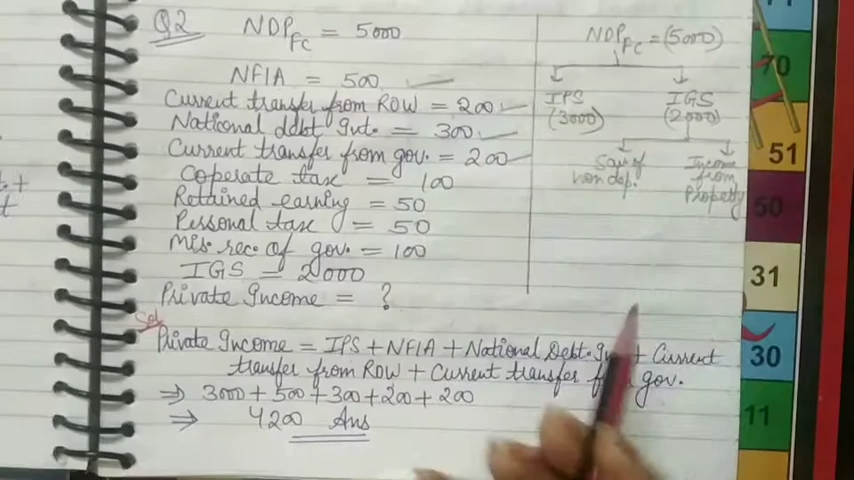 Q2 NDP FC = 5000
NFIA = 500
Current transfer from ROW = 200
National debt Int. = 300
Current transfer from gov. = 200
Coperate tax = 100
Retained earning = 50
Personal tax = 50
Mis. rec. of gov. = 100
IGS = 2000
Private Income = ?
Sol
Private Income = IPS + NFIA + National Debt Int + Current
transfer from ROW + Current transfer from gov.
⇒ 3000 + 500 + 300 + 200 + 200
⇒ 4200 Ans
NDP FC = (5000)
IPS IGS
(3000) (2000)
Sav. of Income
non dep. from
Property
t
70
51
50
31
30
11